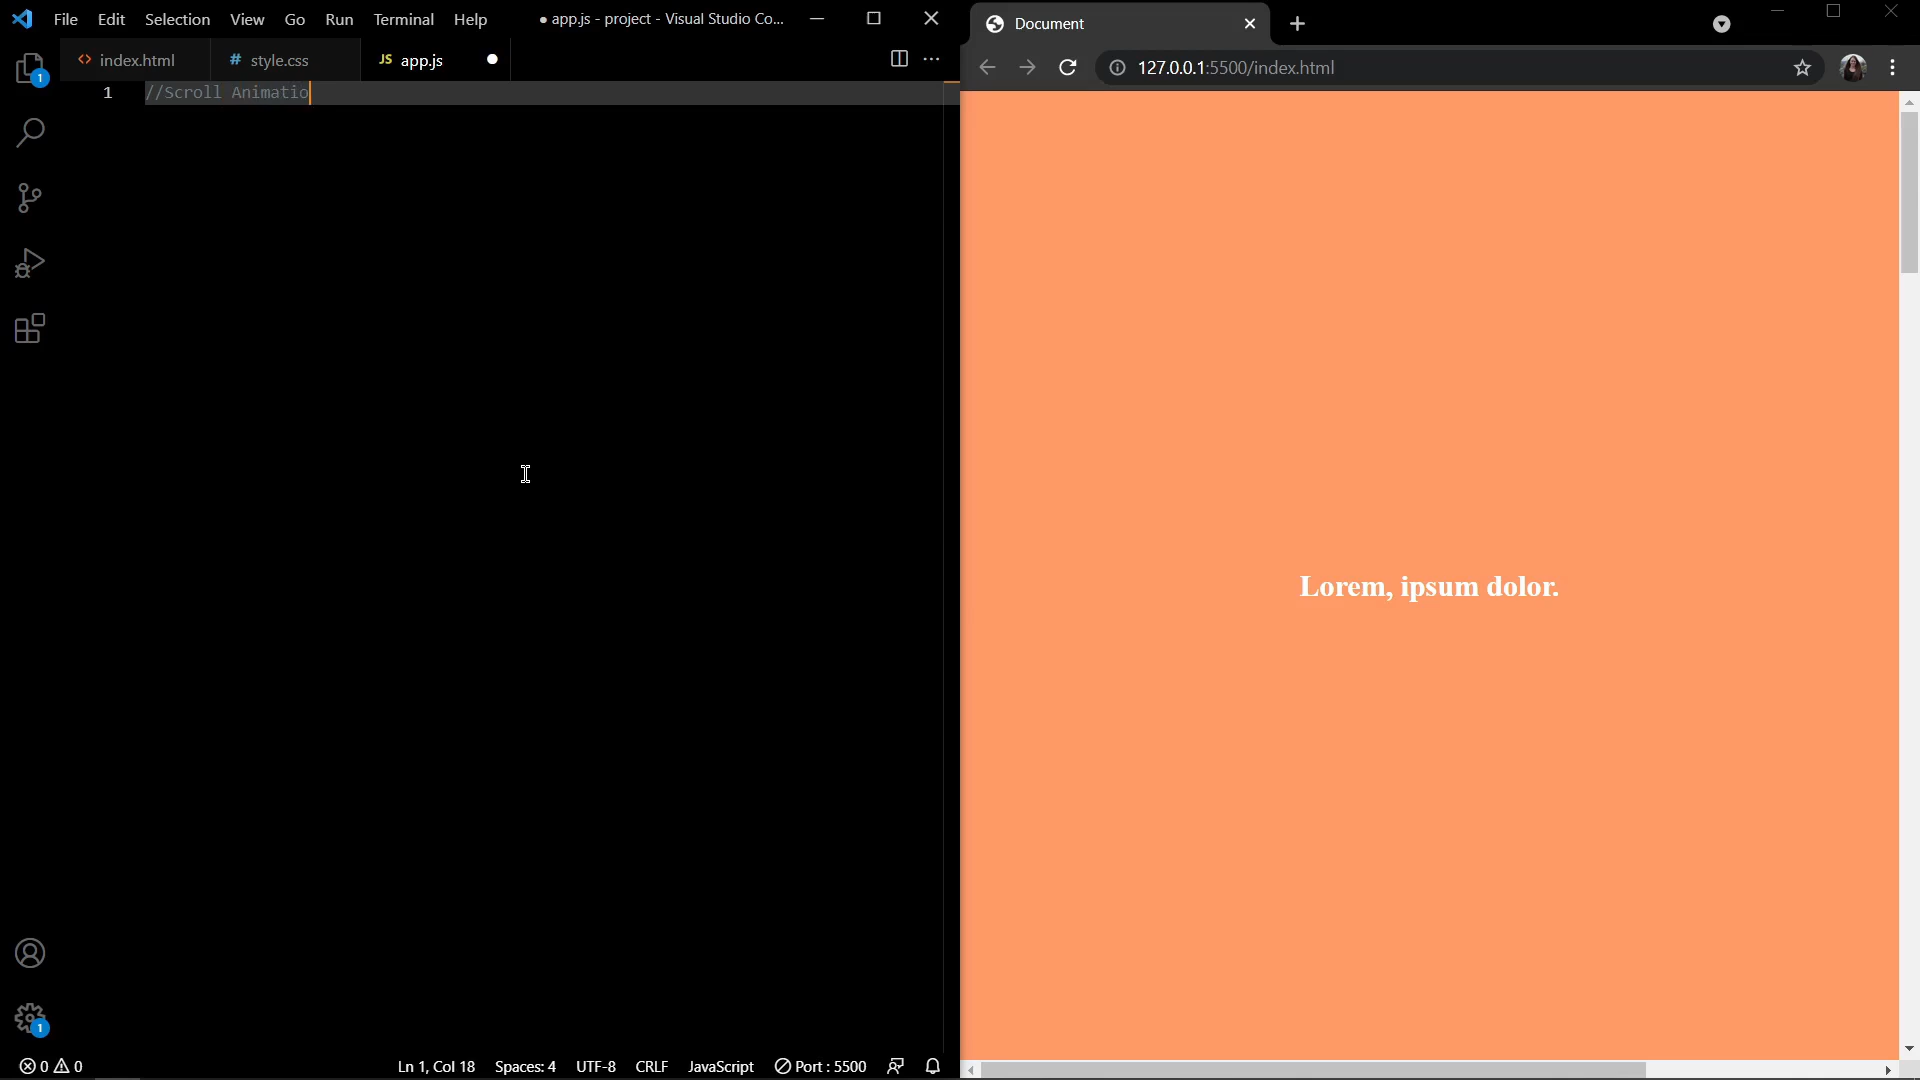 File Edit Selection View Go Run Terminal Help ● app.js - project - Visual Studio Co...
index.html # style.css JS app.js
1 //Scroll Animatio
0 0 Ln 1, Col 18 Spaces: 4 UTF-8 CRLF JavaScript Port : 5500
1
1
Document
127.0.0.1:5500/index.html
Lorem, ipsum dolor.